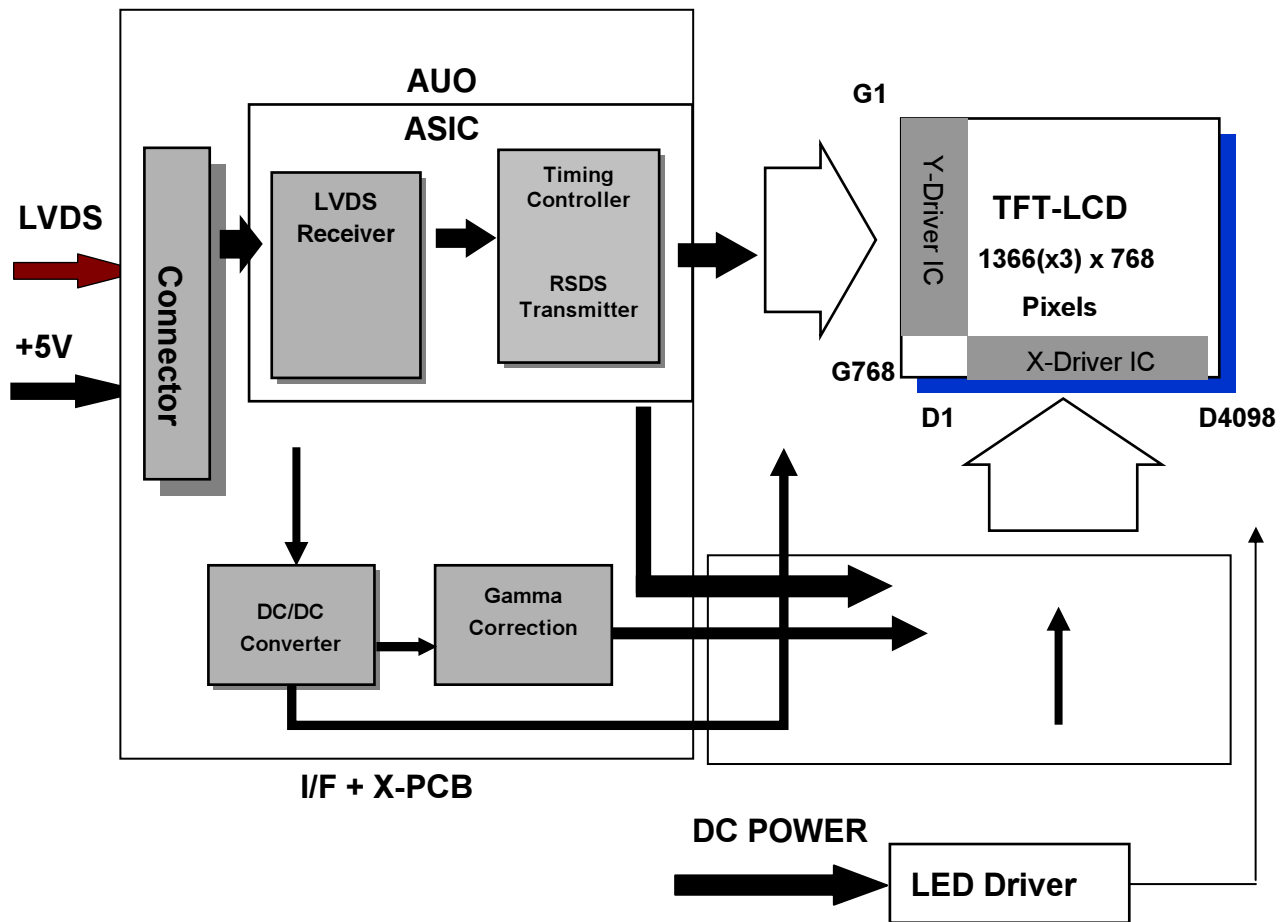 AUO
ASIC
LVDS
+5V
Connector
LVDS
Receiver
Timing
Controller
RSDS
Transmitter
G1
G768
Y-Driver IC
TFT-LCD
1366(x3) x 768
Pixels
X-Driver IC
D1
D4098
DC/DC
Converter
Gamma
Correction
I/F + X-PCB
DC POWER
LED Driver